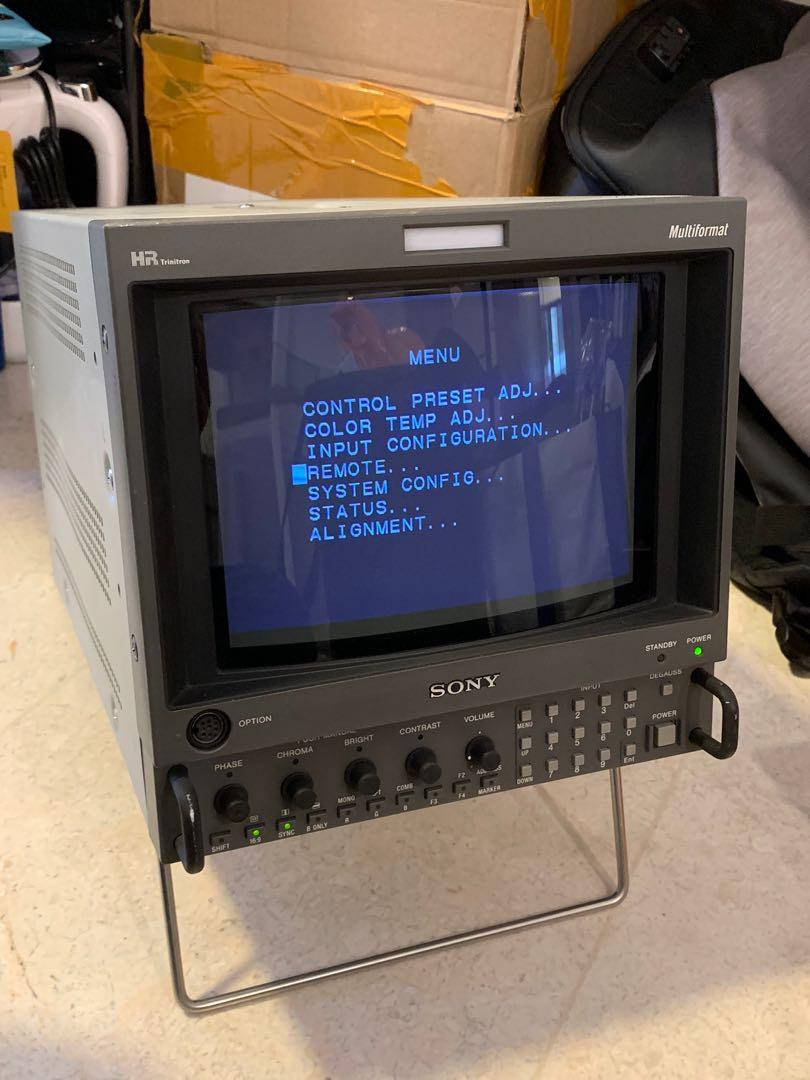 HR Trinitron
Multiformat
MENU
CONTROL PRESET ADJ...
COLOR TEMP ADJ...
INPUT CONFIGURATION...
REMOTE...
SYSTEM CONFIG...
STATUS...
ALIGNMENT...
STANDBY POWER
SONY
DEGAUSS
OPTION
INPUT
PHASE CHROMA BRIGHT CONTRAST VOLUME
MENU 1 2 3 Del
UP 4 5 6 0
DOWN 7 8 9 Ent
POWER
MONO COMB F2
SHIFT 16:9 SYNC B ONLY R G B F3 F4 MARKER